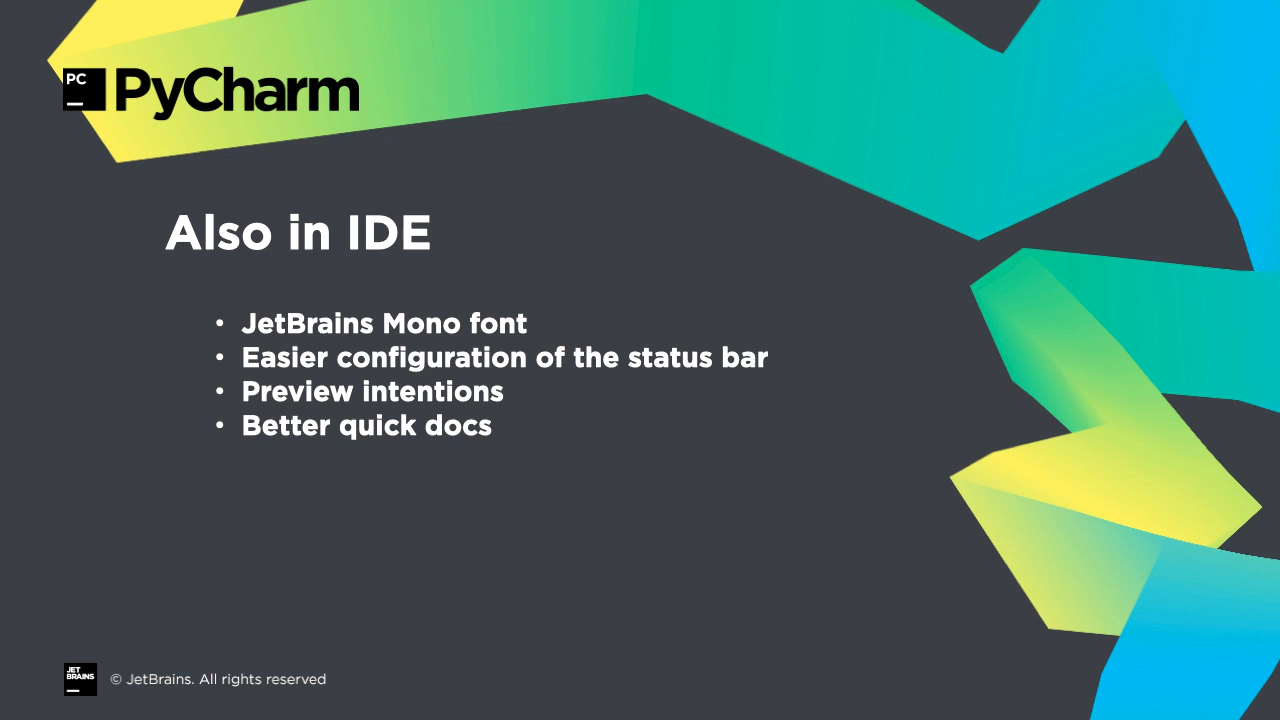 PC PyCharm
Also in IDE
• JetBrains Mono font
• Easier configuration of the status bar
• Preview intentions
• Better quick docs
JET
BRAINS
© JetBrains. All rights reserved